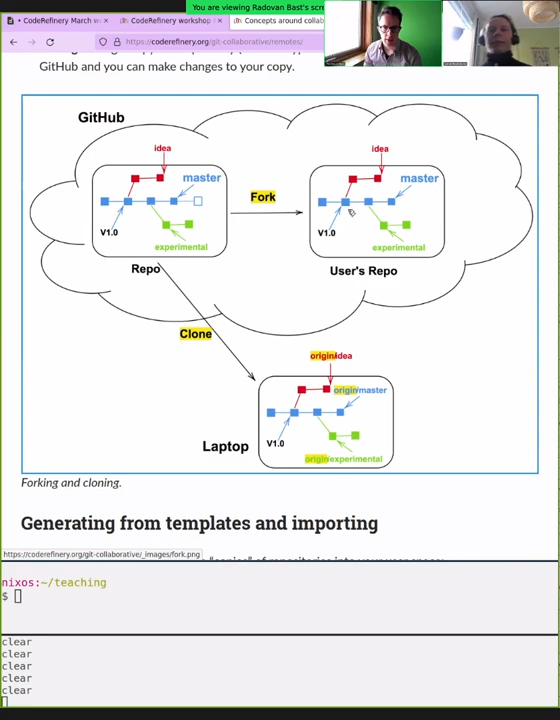 You are viewing Radovan Bast's scr
CodeRefinery March w
CodeRefinery workshop
Concepts around collab
https://coderefinery.org/git-collaborative/remotes/
GitHub and you can make changes to your copy.
GitHub
idea
idea
master
Fork
master
V1.0
V1.0
experimental
experimental
Repo
User's Repo
Clone
origin/idea
origin/master
V1.0
Laptop
origin/experimental
Forking and cloning.
Generating from templates and importing
https://coderefinery.org/git-collaborative/_images/fork.png
nixos:~/teaching
$
clear
clear
clear
clear
clear